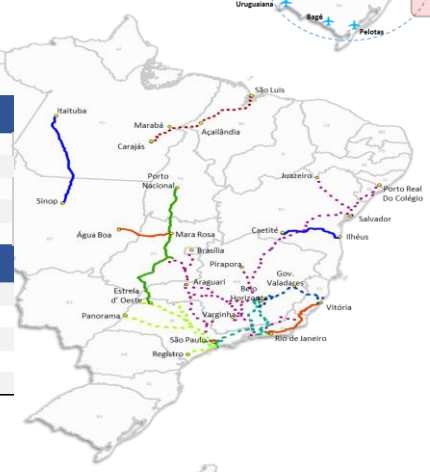 Uruguaiana
Bagé
Pelotas
São Luis
Itaituba
Marabá
Açailândia
Carajás
Porto
Nacional
Juazeiro
Porto Real
Do Colégio
Sinop
Salvador
Água Boa
Mara Rosa
Caetité
Ilhéus
Brasília
Pirapora
Araguari
Gov.
Valadares
Estrela
d' Oeste
Belo
Horizonte
Panorama
Varginha
Vitória
São Paulo
Rio de Janeiro
Registro